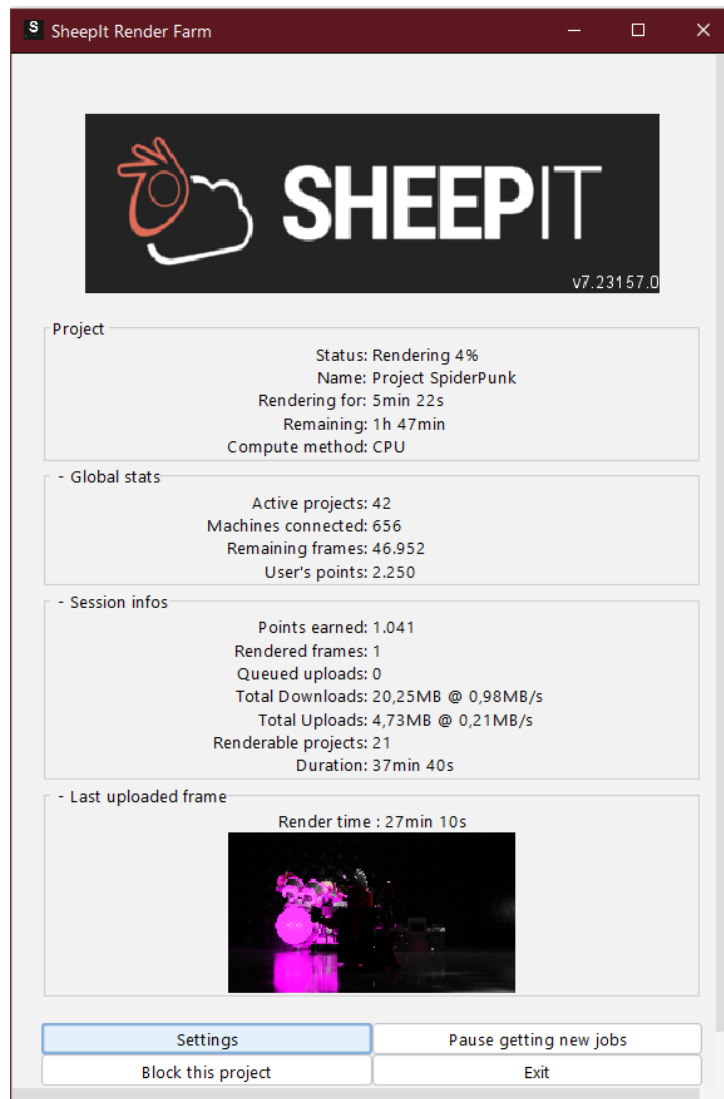 S SheepIt Render Farm
SHEEPIT
v7.23157.0
Project
Status: Rendering 4%
Name: Project SpiderPunk
Rendering for: 5min 22s
Remaining: 1h 47min
Compute method: CPU
- Global stats
Active projects: 42
Machines connected: 656
Remaining frames: 46.952
User's points: 2.250
- Session infos
Points earned: 1.041
Rendered frames: 1
Queued uploads: 0
Total Downloads: 20,25MB @ 0,98MB/s
Total Uploads: 4,73MB @ 0,21MB/s
Renderable projects: 21
Duration: 37min 40s
- Last uploaded frame
Render time : 27min 10s
Settings Pause getting new jobs
Block this project Exit